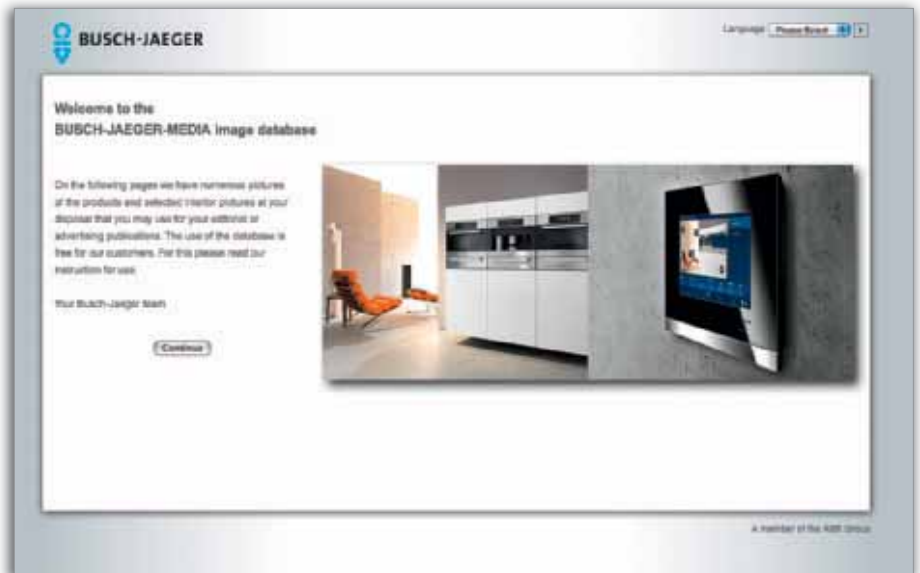 BUSCH-JAEGER
Language Please Select
Welcome to the
BUSCH-JAEGER-MEDIA image database
On the following pages we have numerous pictures
of the products and selected interior pictures at your
disposal that you may use for your editorial or
advertising publications. The use of the database is
free for our customers. For this please read our
instruction for use.
Your Busch-Jaeger team
Continue
A member of the ABB Group